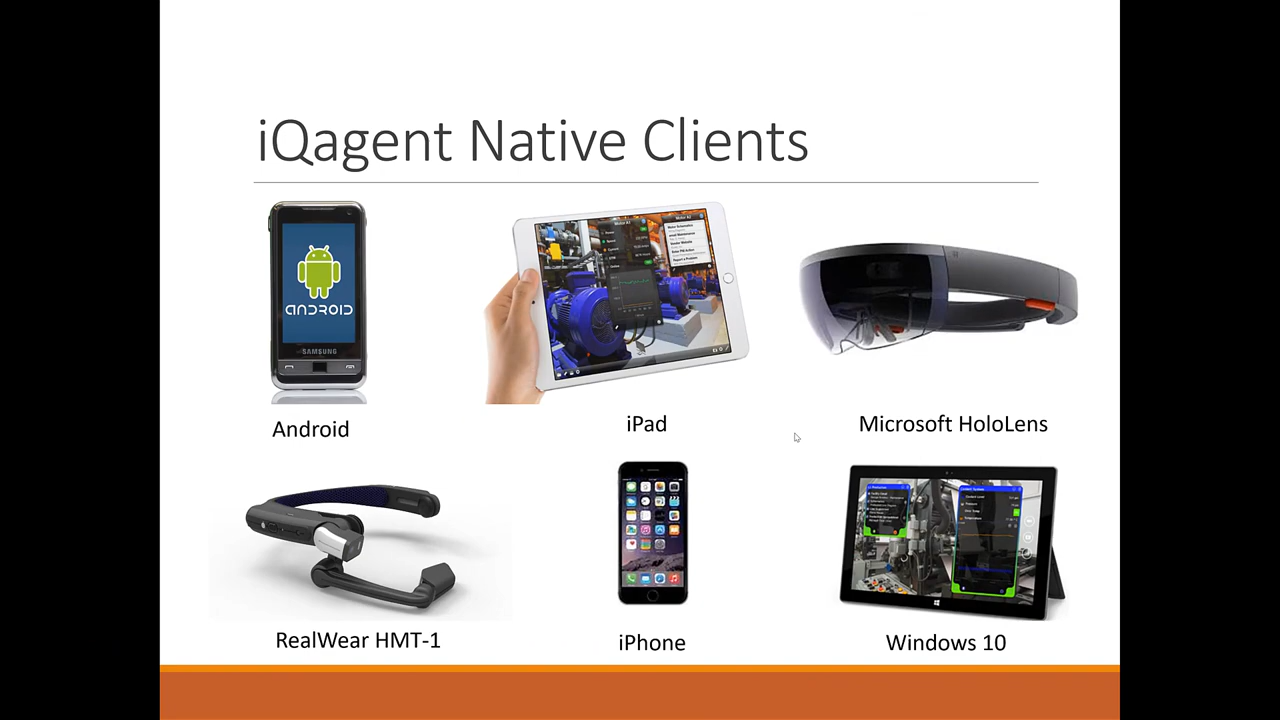 iQagent Native Clients
ANDROID
SAMSUNG
Android
iPad
Microsoft HoloLens
RealWear HMT-1
iPhone
Windows 10